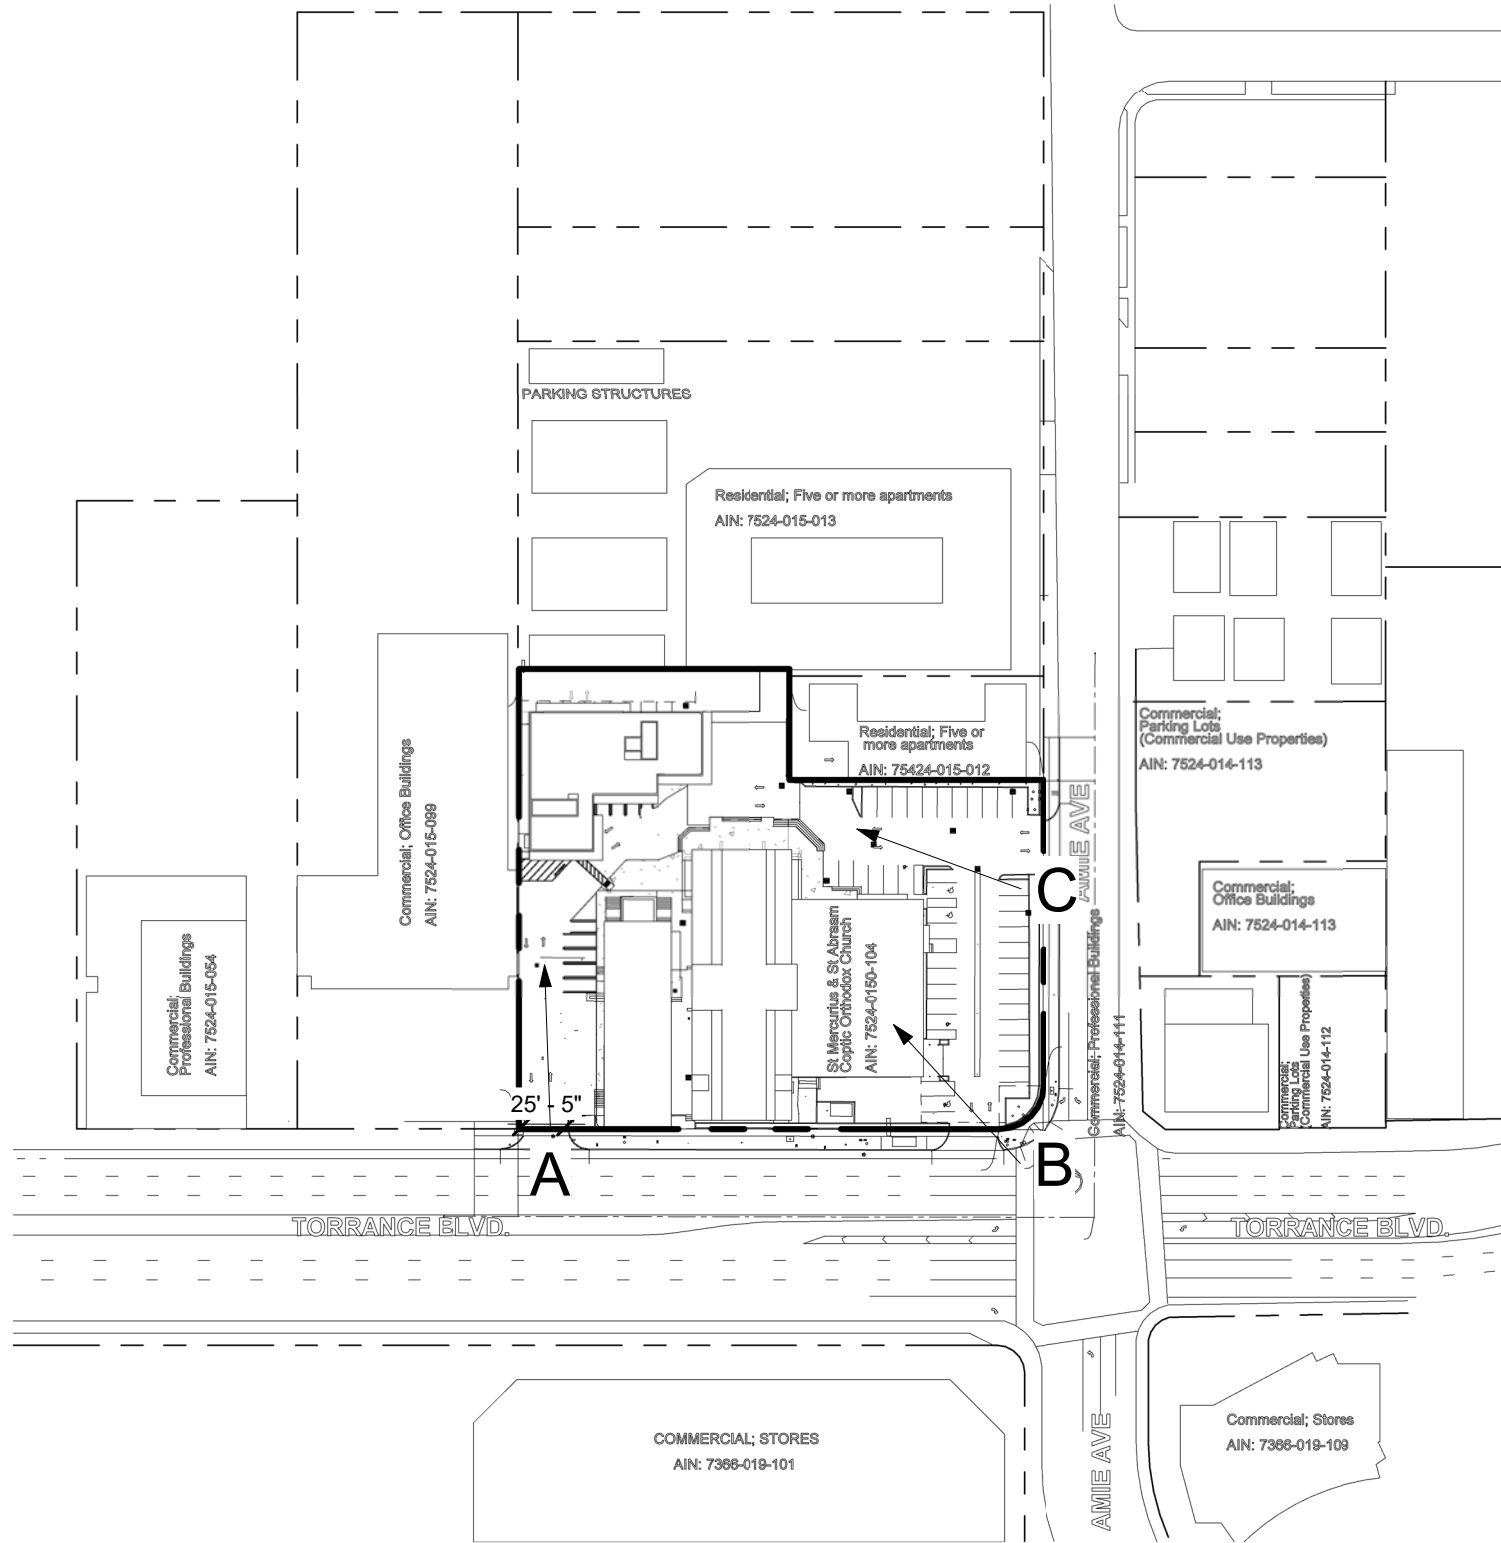 PARKING STRUCTURES
Residential; Five or more apartments
AIN: 7524-015-013
Residential; Five or
more apartments
AIN: 75424-015-012
Commercial;
Parking Lots
(Commercial Use Properties)
AIN: 7524-014-113
Commercial; Office Buildings
AIN: 7524-015-099
AMIE AVE
C
Commercial;
Office Buildings
AIN: 7524-014-113
Commercial;
Professional Buildings
AIN: 7524-015-054
St Mercurius & St Abraam
Coptic Orthodox Church
AIN: 7524-0150-104
Commercial; Professional Buildings
AIN: 7524-014-111
Commercial;
Parking Lots
(Commercial Use Properties)
AIN: 7524-014-112
25' - 5"
A
B
TORRANCE BLVD.
TORRANCE BLVD.
COMMERCIAL; STORES
AIN: 7366-019-101
AMIE AVE
Commercial; Stores
AIN: 7366-019-109